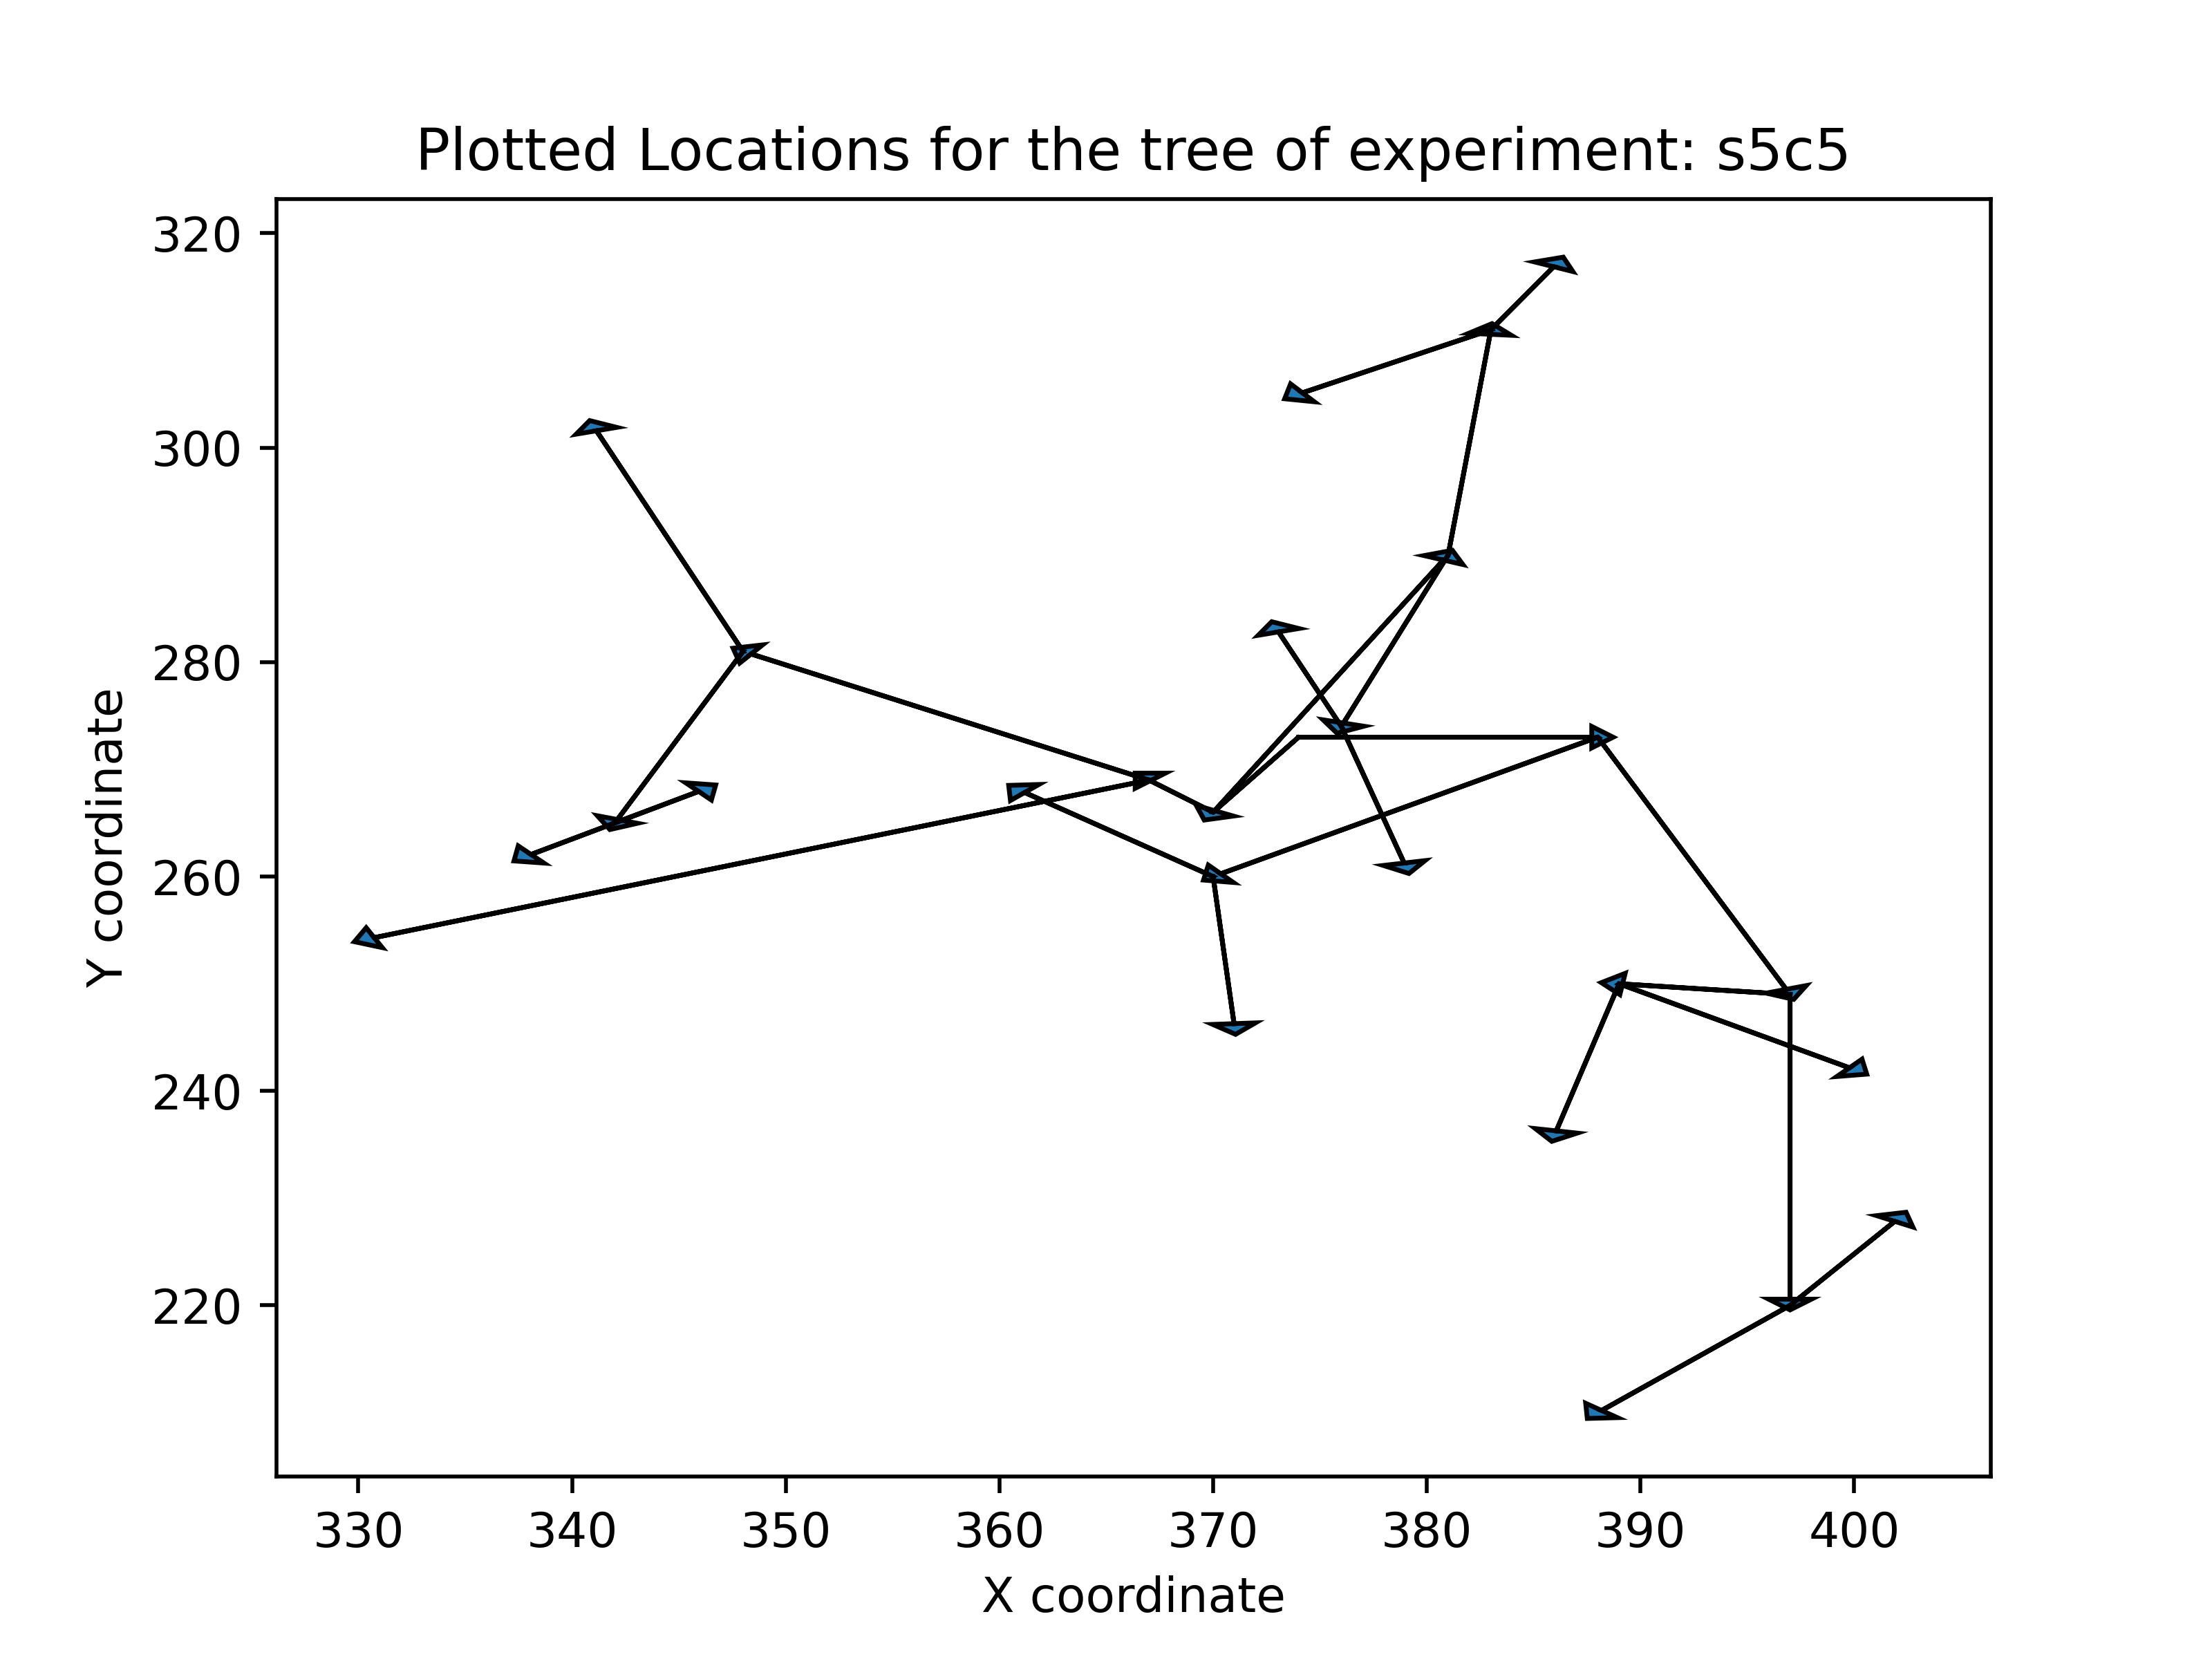 Plotted Locations for the tree of experiment: s5c5
320
300
280
260
240
220
Y coordinate
330 340 350 360 370 380 390 400
X coordinate